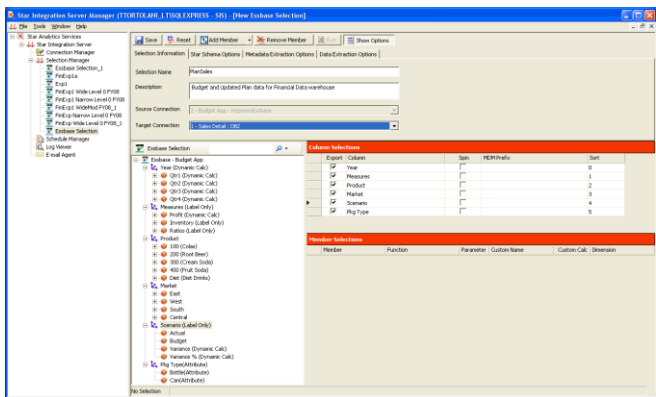 Star Integration Server Manager (TTORTOLANI_LT\SQLEXPRESS - SIS) - [New Essbase Selection]
File Tools Window Help
Star Analytics Services
Star Integration Server
Connection Manager
Selection Manager
Essbase Selection_1
FinExp1a
Exp1
FinExp1 Wide Level 0 FY08
FinExp1 Narrow Level 0 FY08
FinExp1 WideMod FY08_1
FinExp Narrow Level 0 FY08
FinExp Wide Level 0 FY08_1
Essbase Selection
Schedule Manager
Log Viewer
E-mail Agent
Save Reset Add Member Remove Member Run Show Options
Selection Information Star Schema Options Metadata Extraction Options Data Extraction Options
Selection Name PlanSales
Description Budget and Updated Plan data for Financial Datawarehouse
Source Connection 2 - Budget App : HyperionEssbase
Target Connection 1 - Sales Detail : DB2
Essbase Selection
Essbase - Budget App
Year (Dynamic Calc)
Qtr1 (Dynamic Calc)
Qtr2 (Dynamic Calc)
Qtr3 (Dynamic Calc)
Qtr4 (Dynamic Calc)
Measures (Label Only)
Profit (Dynamic Calc)
Inventory (Label Only)
Ratios (Label Only)
Product
100 (Colas)
200 (Root Beer)
300 (Cream Soda)
400 (Fruit Soda)
Diet (Diet Drinks)
Market
East
West
South
Central
Scenario (Label Only)
Actual
Budget
Variance (Dynamic Calc)
Variance % (Dynamic Calc)
Pkg Type(Attribute)
Bottle(Attribute)
Can(Attribute)
Column Selections
Export Column Spin MDM Prefix Sort
Year 0
Measures 1
Product 2
Market 3
Scenario 4
Pkg Type 5
Member Selections
Member Function Parameter Custom Name Custom Calc Dimension
No Selection